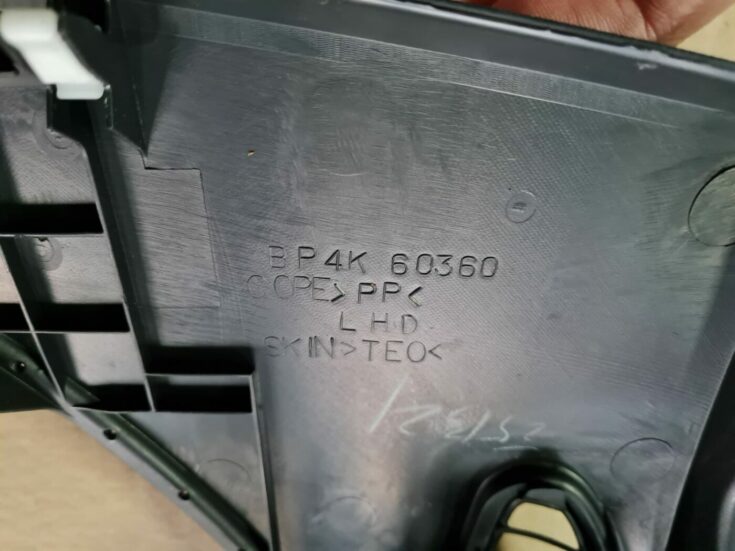 BP4K 60360
COPE>PP<
LHD
SKIN>TEO<